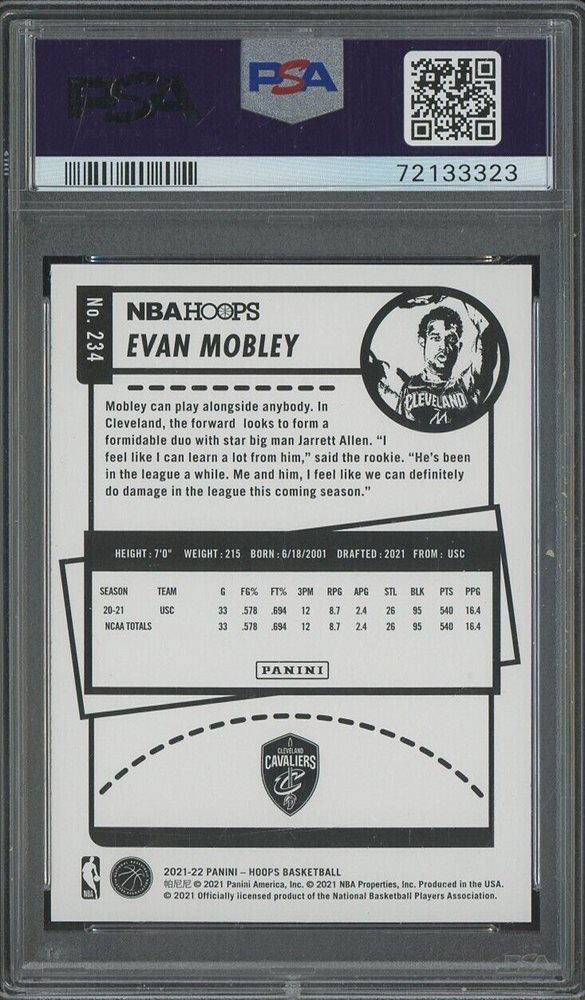 PSA
PSA
72133323
No. 234
NBA HOOPS
EVAN MOBLEY
CLEVELAND
Mobley can play alongside anybody. In
Cleveland, the forward looks to form a
formidable duo with star big man Jarrett Allen. “I
feel like I can learn a lot from him,” said the rookie. “He’s been
in the league a while. Me and him, I feel like we can definitely
do damage in the league this coming season.”
HEIGHT: 7'0" WEIGHT: 215 BORN: 6/18/2001 DRAFTED: 2021 FROM: USC
SEASON TEAM G FG% FT% 3PM RPG APG STL BLK PTS PPG
20-21 USC 33 .578 .694 12 8.7 2.4 26 95 540 16.4
NCAA TOTALS 33 .578 .694 12 8.7 2.4 26 95 540 16.4
PANINI
CLEVELAND
CAVALIERS
C
NBA
2021-22 PANINI – HOOPS BASKETBALL
帕尼尼 © 2021 Panini America, Inc. © 2021 NBA Properties, Inc. Produced in the USA.
© 2021 Officially licensed product of the National Basketball Players Association.
PSA